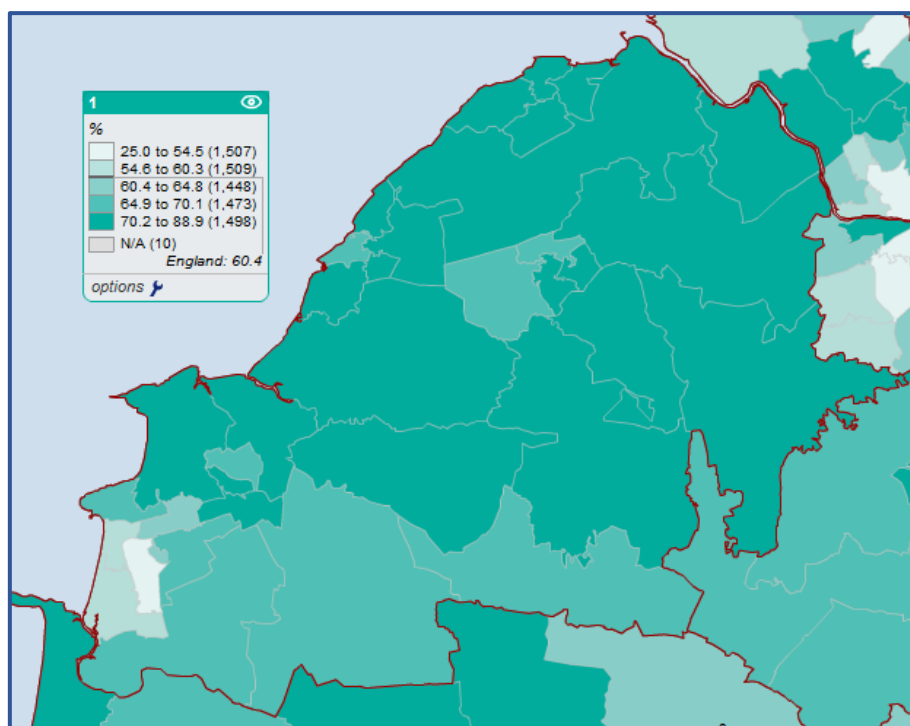 1
%
25.0 to 54.5 (1,507)
54.6 to 60.3 (1,509)
60.4 to 64.8 (1,448)
64.9 to 70.1 (1,473)
70.2 to 88.9 (1,498)
N/A (10)
England: 60.4
options